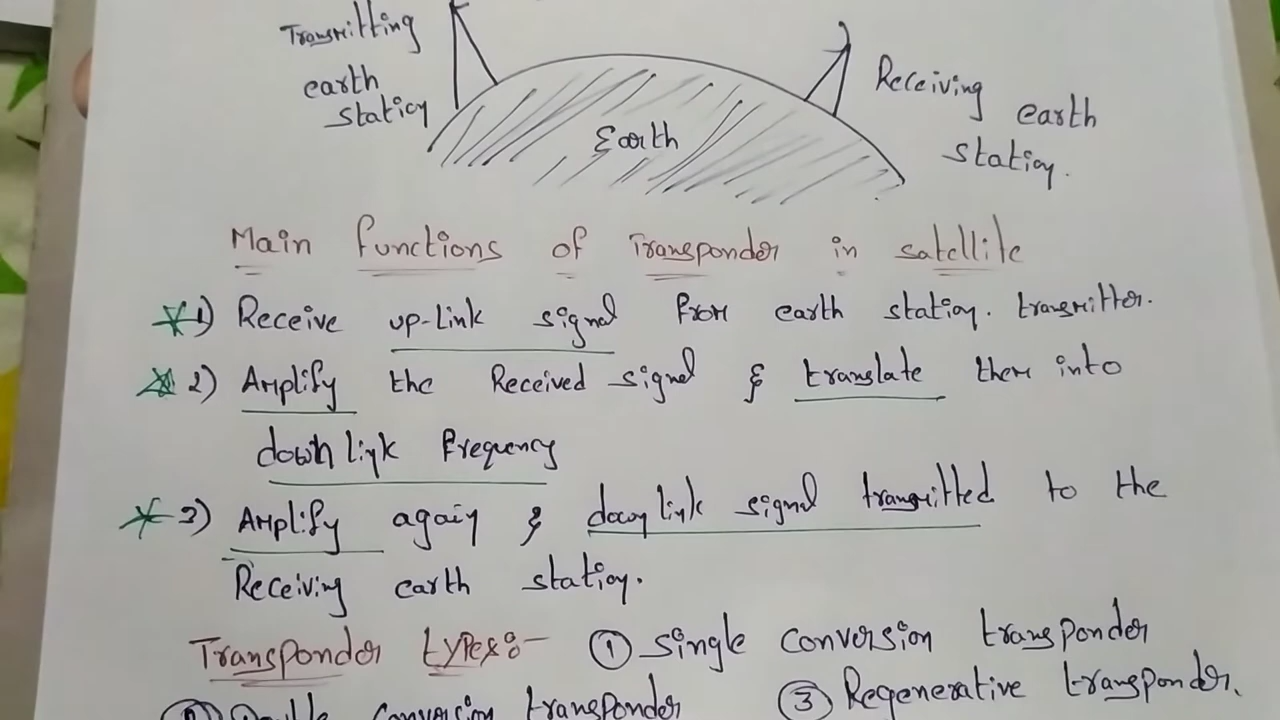 Transmitting
earth
station
Earth
Receiving
earth
station.
Main functions of Transponder in satellite
1) Receive up-link signal from earth station. transmitter.
2) Amplify the Received signal & translate them into
down link frequency
3) Amplify again & down link signal transmitted to the
Receiving earth station.
Transponder types:- ① Single conversion transponder
② Double conversion transponder ③ Regenerative transponder.